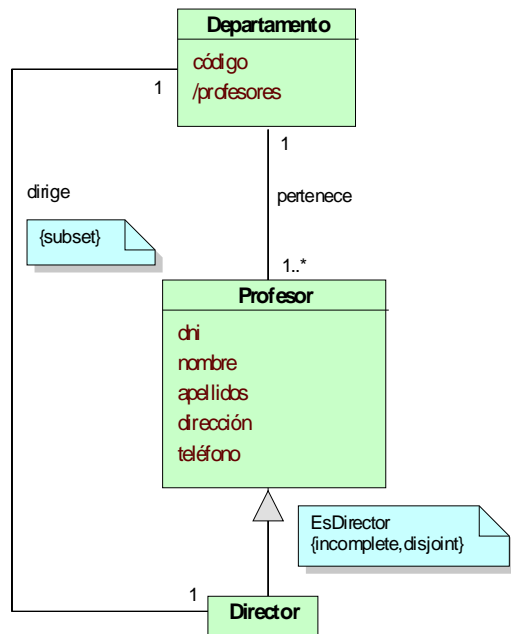 Departamento
código
/profesores
1
1
dirige
pertenece
{subset}
1..*
Profesor
dni
nombre
apellidos
dirección
teléfono
EsDirector
{incomplete,disjoint}
1
Director